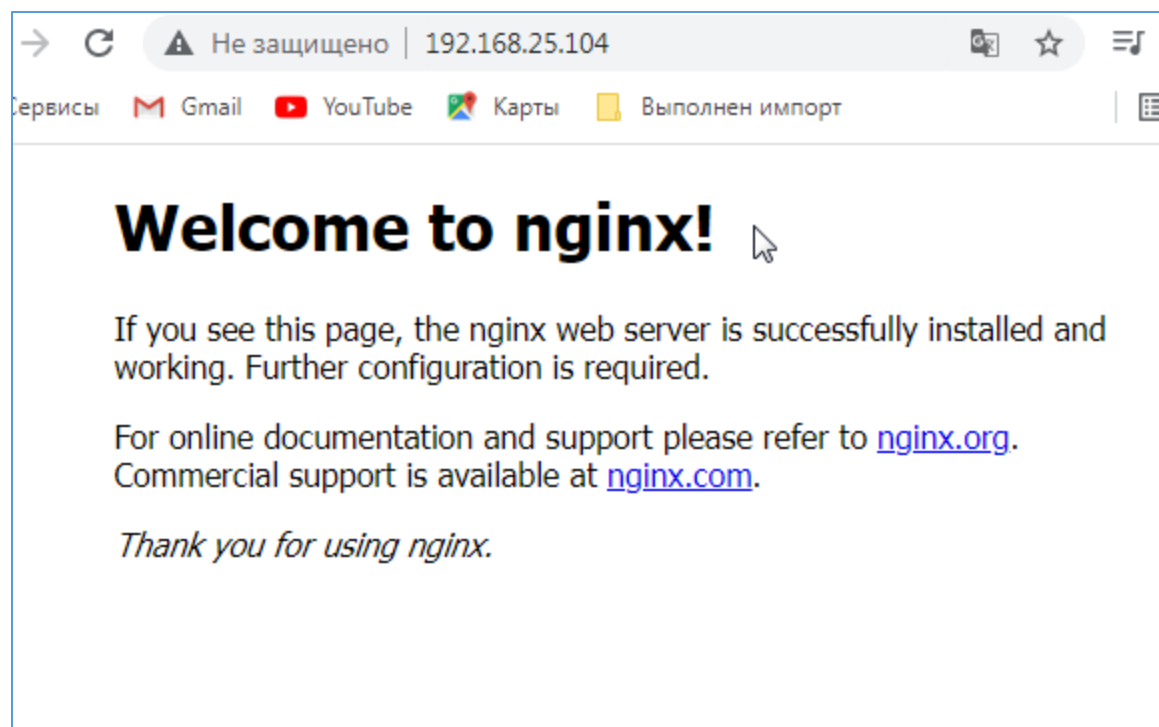 Не защищено | 192.168.25.104
Сервисы Gmail YouTube Карты Выполнен импорт
Welcome to nginx!
If you see this page, the nginx web server is successfully installed and
working. Further configuration is required.
For online documentation and support please refer to nginx.org.
Commercial support is available at nginx.com.
Thank you for using nginx.